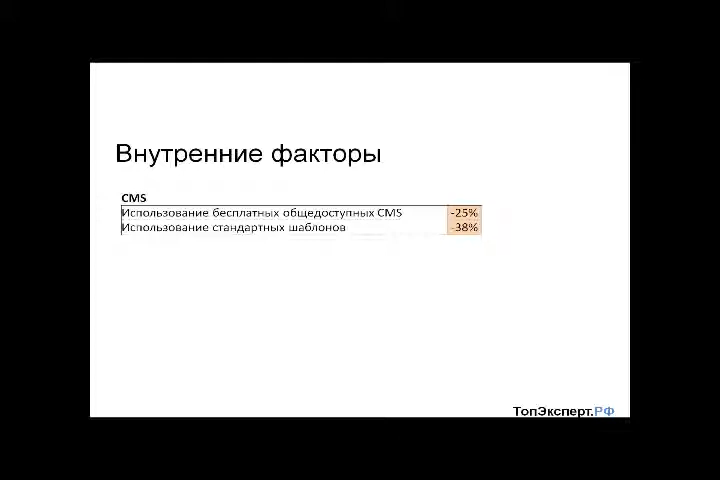 Внутренние факторы
CMS
Использование бесплатных общедоступных CMS -25%
Использование стандартных шаблонов -38%
ТопЭксперт.РФ